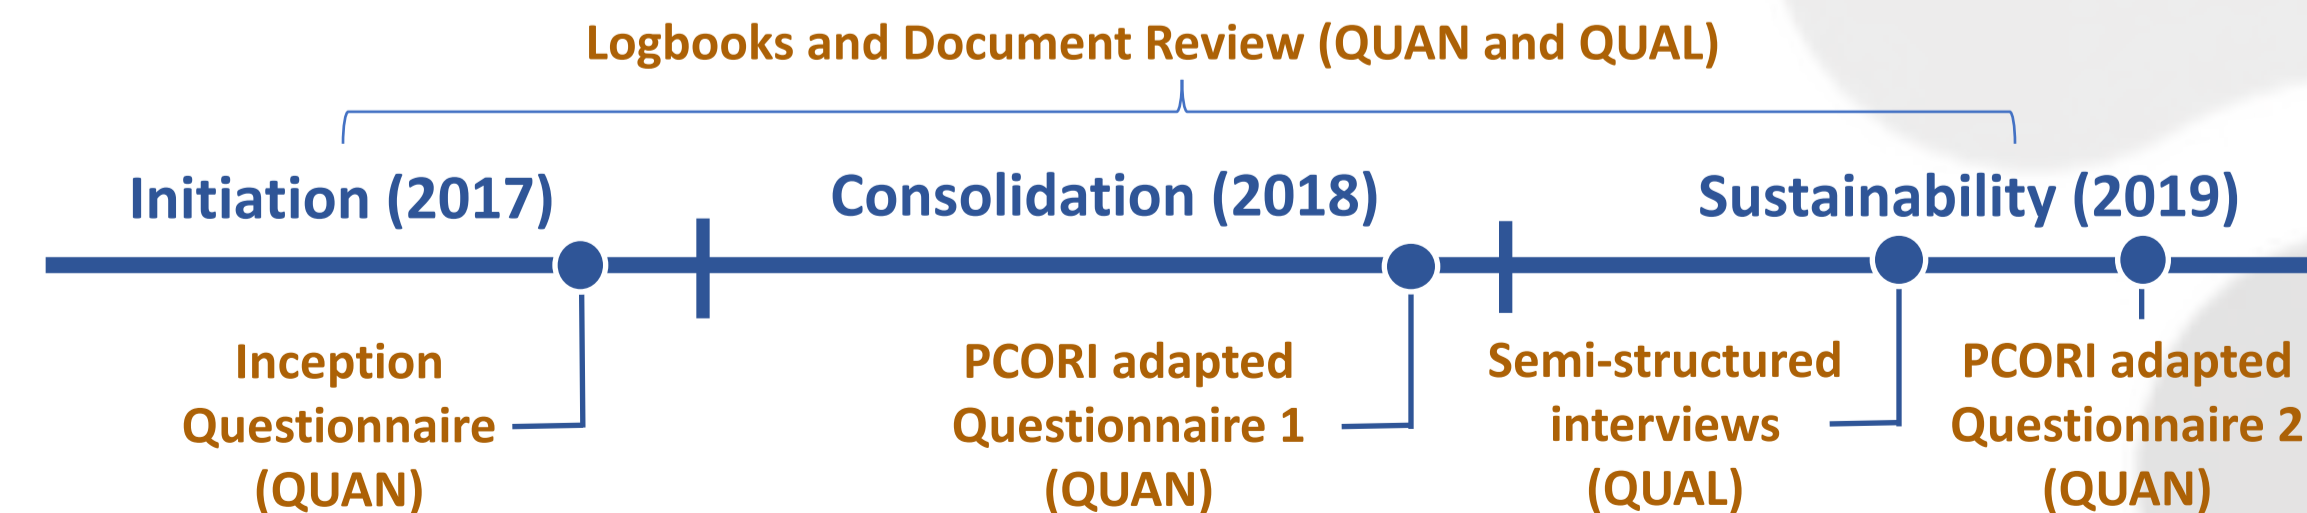 Logbooks and Document Review (QUAN and QUAL)
Initiation (2017)
Consolidation (2018)
Sustainability (2019)
Inception
Questionnaire
(QUAN)
PCORI adapted
Questionnaire 1
(QUAN)
Semi-structured
interviews
(QUAL)
PCORI adapted
Questionnaire 2
(QUAN)